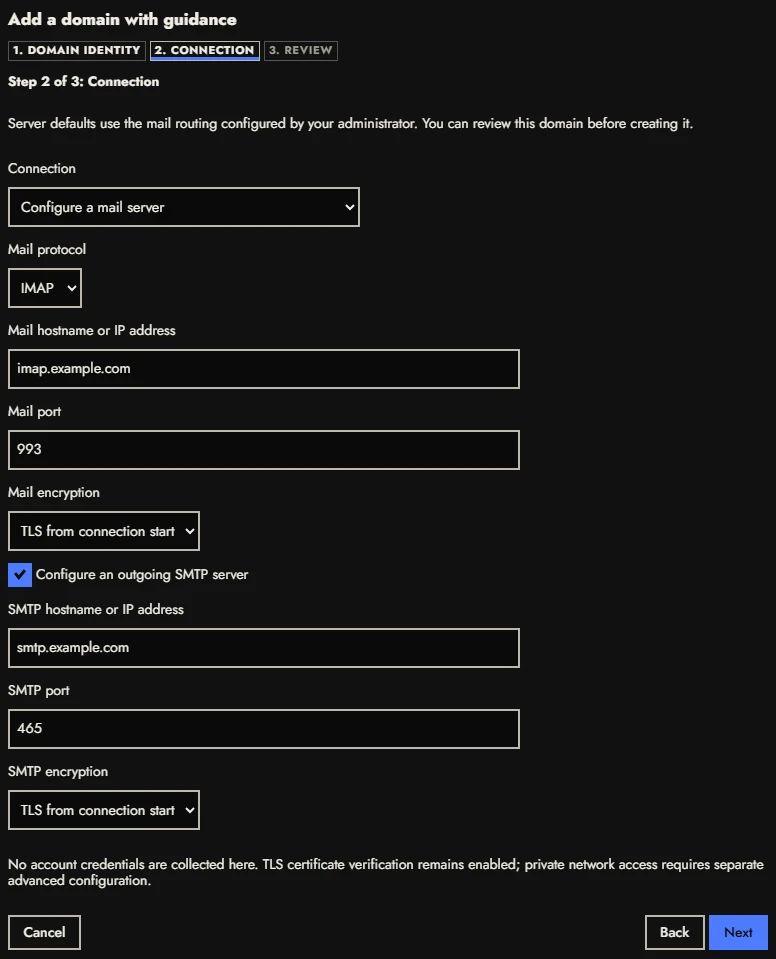 Add a domain with guidance
1. DOMAIN IDENTITY 2. CONNECTION 3. REVIEW
Step 2 of 3: Connection
Server defaults use the mail routing configured by your administrator. You can review this domain before creating it.
Connection
Configure a mail server
Mail protocol
IMAP
Mail hostname or IP address
imap.example.com
Mail port
993
Mail encryption
TLS from connection start
Configure an outgoing SMTP server
SMTP hostname or IP address
smtp.example.com
SMTP port
465
SMTP encryption
TLS from connection start
No account credentials are collected here. TLS certificate verification remains enabled; private network access requires separate
advanced configuration.
Cancel Back Next